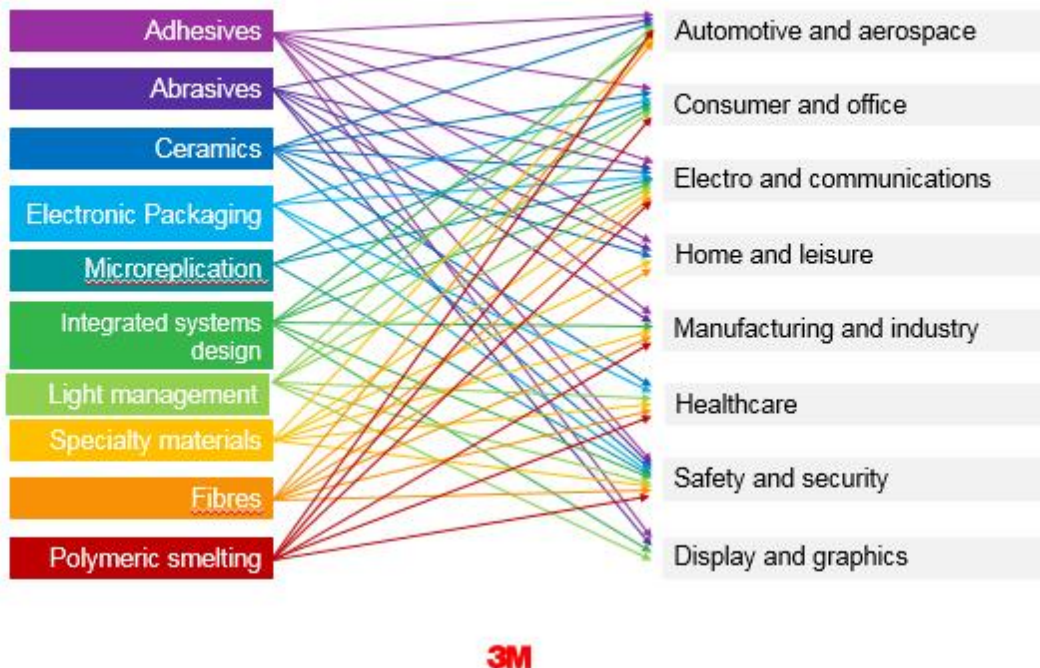 Adhesives
Automotive and aerospace
Abrasives
Consumer and office
Ceramics
Electro and communications
Electronic Packaging
Home and leisure
Microreplication
Integrated systems
design
Manufacturing and industry
Light management
Healthcare
Specialty materials
Safety and security
Fibres
Polymeric smelting
Display and graphics
3M